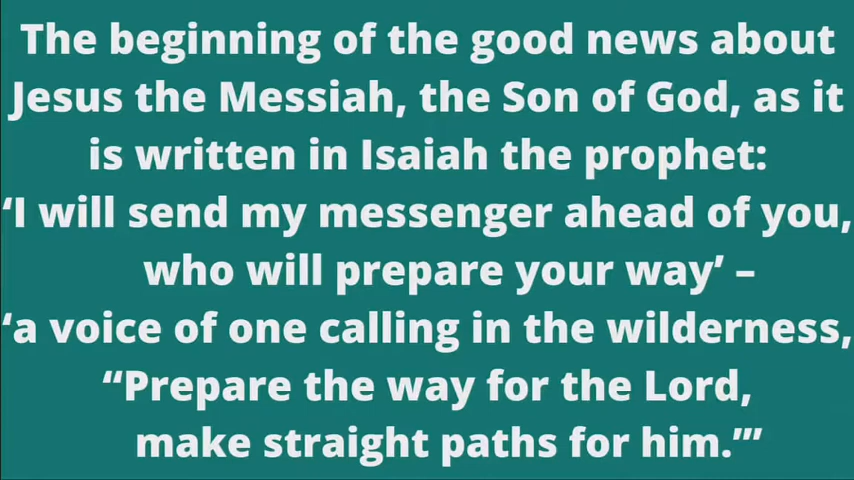 The beginning of the good news about
Jesus the Messiah, the Son of God, as it
is written in Isaiah the prophet:
‘I will send my messenger ahead of you,
who will prepare your way’ –
‘a voice of one calling in the wilderness,
“Prepare the way for the Lord,
make straight paths for him.”’